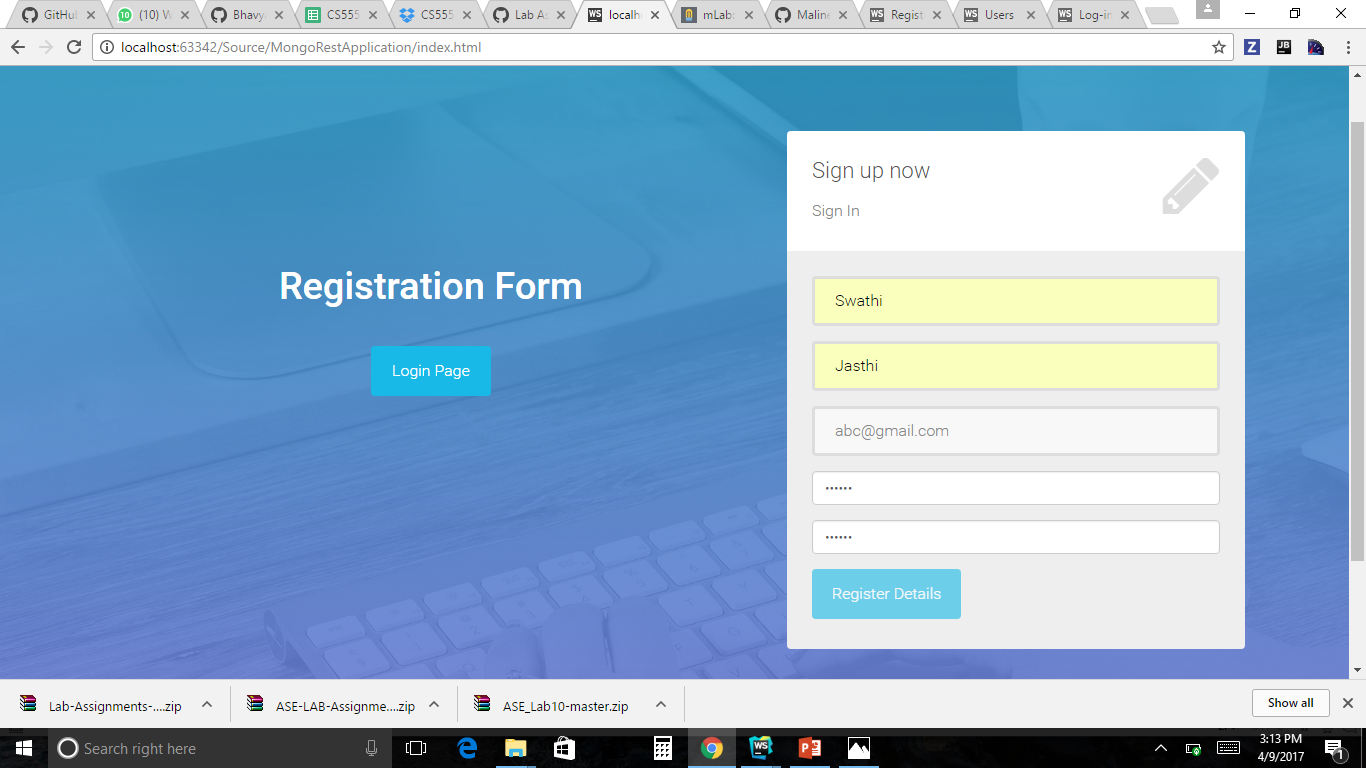 GitHu
(10) W
Bhavy
CS555
CS555
Lab A
localh
mLab
Maline
Regist
Users
Log-in
localhost:63342/Source/MongoRestApplication/index.html
Registration Form
Login Page
Sign up now
Sign In
Swathi
Jasthi
abc@gmail.com
••••••
••••••
Register Details
Lab-Assignments-....zip
ASE-LAB-Assignme....zip
ASE_Lab10-master.zip
Show all
Search right here
3:13 PM
4/9/2017
1